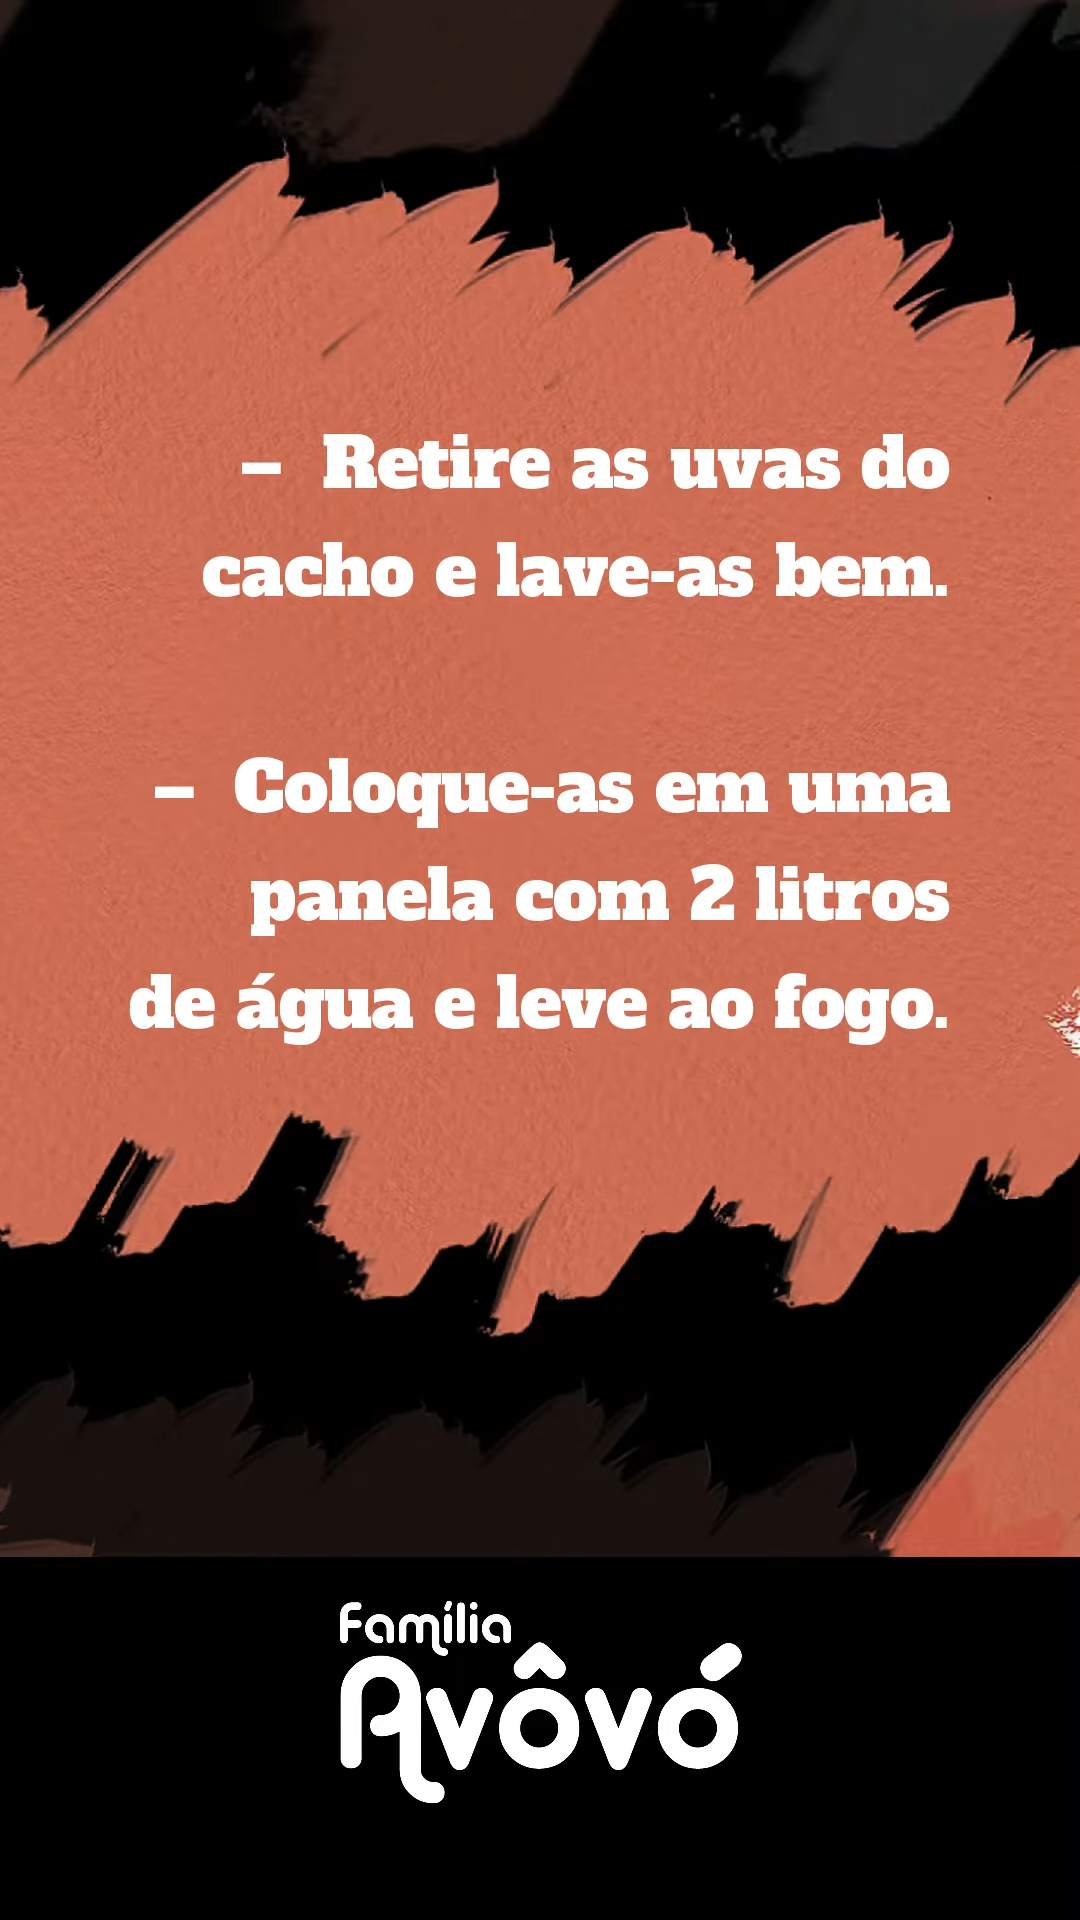 – Retire as uvas do
cacho e lave-as bem.
– Coloque-as em uma
panela com 2 litros
de água e leve ao fogo.
Família
Avôvó